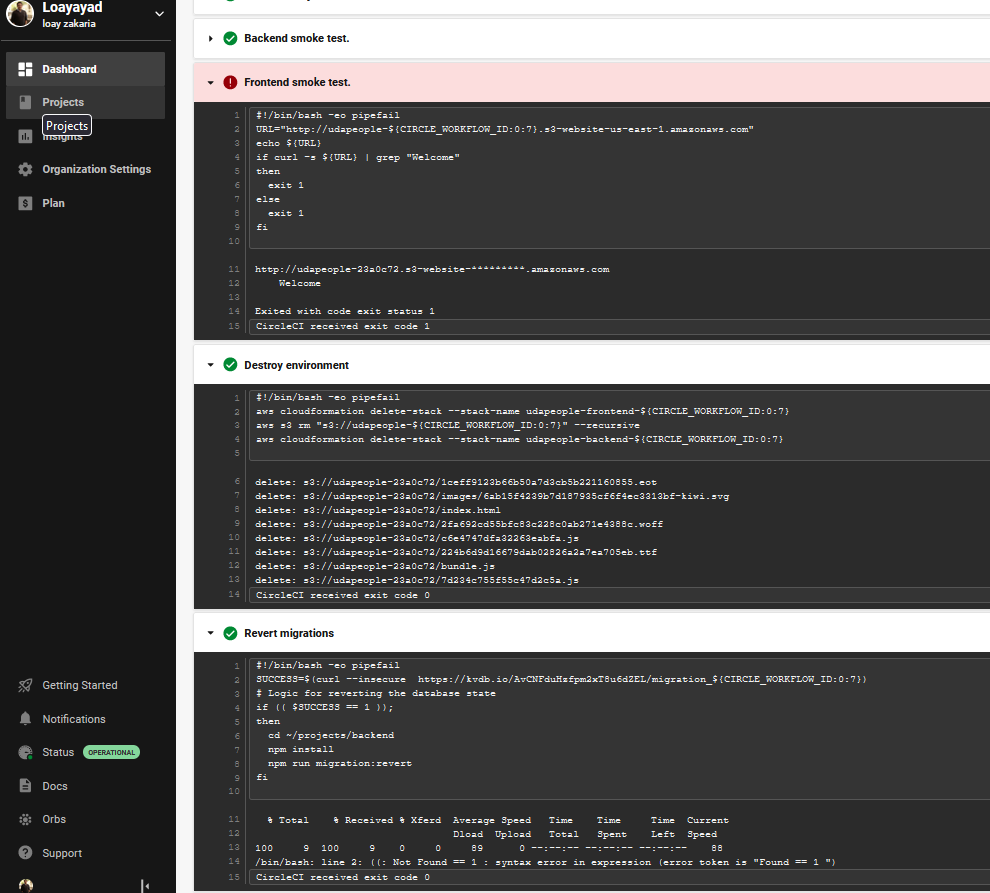 Loayayad
loay zakaria
Dashboard
Projects
Projects
Insights
Organization Settings
Plan
Getting Started
Notifications
Status OPERATIONAL
Docs
Orbs
Support
Backend smoke test.
Frontend smoke test.
1 #!/bin/bash -eo pipefail
2 URL="http://udapeople-${CIRCLE_WORKFLOW_ID:0:7}.s3-website-us-east-1.amazonaws.com"
3 echo ${URL}
4 if curl -s ${URL} | grep "Welcome"
5 then
6 exit 1
7 else
8 exit 1
9 fi
10
11 http://udapeople-23a0c72.s3-website-*********.amazonaws.com
12 Welcome
13
14 Exited with code exit status 1
15 CircleCI received exit code 1
Destroy environment
1 #!/bin/bash -eo pipefail
2 aws cloudformation delete-stack --stack-name udapeople-frontend-${CIRCLE_WORKFLOW_ID:0:7}
3 aws s3 rm "s3://udapeople-${CIRCLE_WORKFLOW_ID:0:7}" --recursive
4 aws cloudformation delete-stack --stack-name udapeople-backend-${CIRCLE_WORKFLOW_ID:0:7}
5
6 delete: s3://udapeople-23a0c72/1ceff9123b66b50a7d3cb5b221160855.eot
7 delete: s3://udapeople-23a0c72/images/6ab15f4239b7d187935cf6f4ec3313bf-kiwi.svg
8 delete: s3://udapeople-23a0c72/index.html
9 delete: s3://udapeople-23a0c72/2fa692cd55bfc83c228c0ab271e4388c.woff
10 delete: s3://udapeople-23a0c72/c6e4747dfa32263eabfa.js
11 delete: s3://udapeople-23a0c72/224b6d9d16679dab02826a2a7ea705eb.ttf
12 delete: s3://udapeople-23a0c72/bundle.js
13 delete: s3://udapeople-23a0c72/7d234c755f55c47d2c5a.js
14 CircleCI received exit code 0
Revert migrations
1 #!/bin/bash -eo pipefail
2 SUCCESS=$(curl --insecure https://kvdb.io/AvCNFduHzfpm2xT8u6dZEL/migration_${CIRCLE_WORKFLOW_ID:0:7})
3 # Logic for reverting the database state
4 if (( $SUCCESS == 1 ));
5 then
6 cd ~/projects/backend
7 npm install
8 npm run migration:revert
9 fi
10
11 % Total % Received % Xferd Average Speed Time Time Time Current
12 Dload Upload Total Spent Left Speed
13 100 9 100 9 0 0 89 0 --:--:-- --:--:-- --:--:-- 88
14 /bin/bash: line 2: ((: Not Found == 1 : syntax error in expression (error token is "Found == 1 ")
15 CircleCI received exit code 0